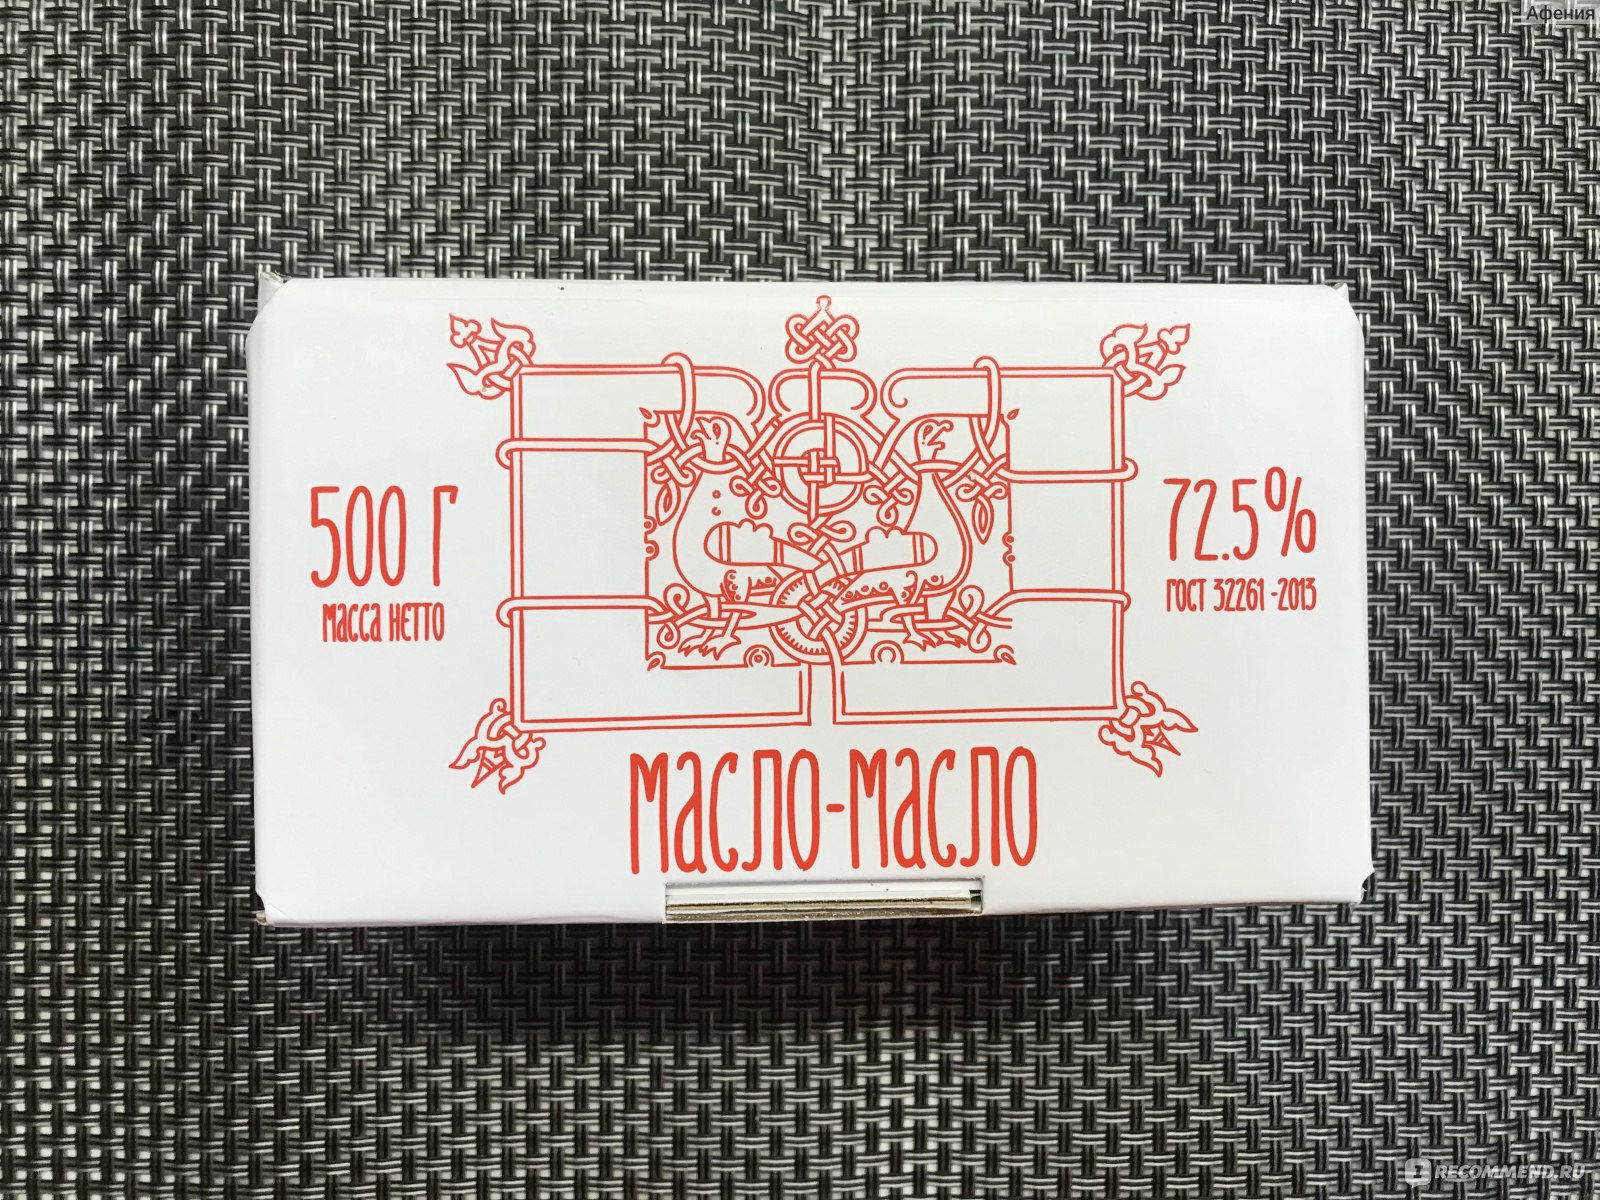 Афения
500 Г
МАССА НЕТТО
72.5%
ГОСТ 32261-2013
МАСЛО-МАСЛО
RECOMMEND.RU